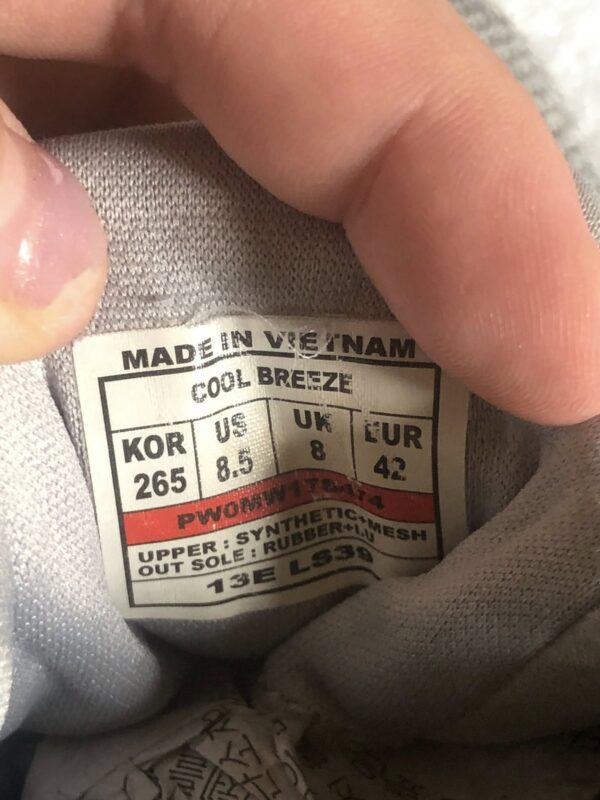 MADE IN VIETNAM
COOL BREEZE
KOR US UK EUR
265 8.5 8 42
UPPER : SYNTHETIC+MESH
OUT SOLE : RUBBER+I.U
13E LS39